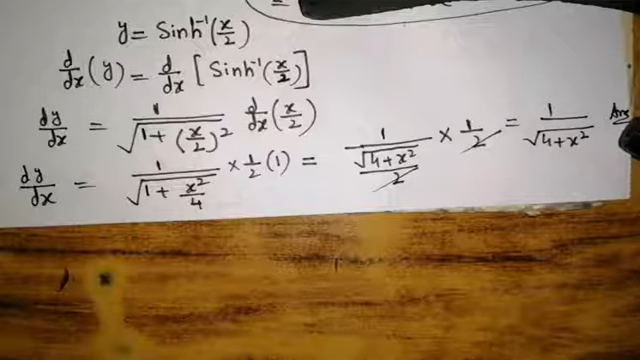 y = Sinh⁻¹(x/2)
d/dx (y) = d/dx [Sinh⁻¹(x/2)]
dy/dx = 1/√(1 + (x/2)²) d/dx (x/2)
dy/dx = 1/√(1 + x²/4) × 1/2 (1) = 1/(√(4+x²)/2) × 1/2 = 1/√(4+x²) Ans